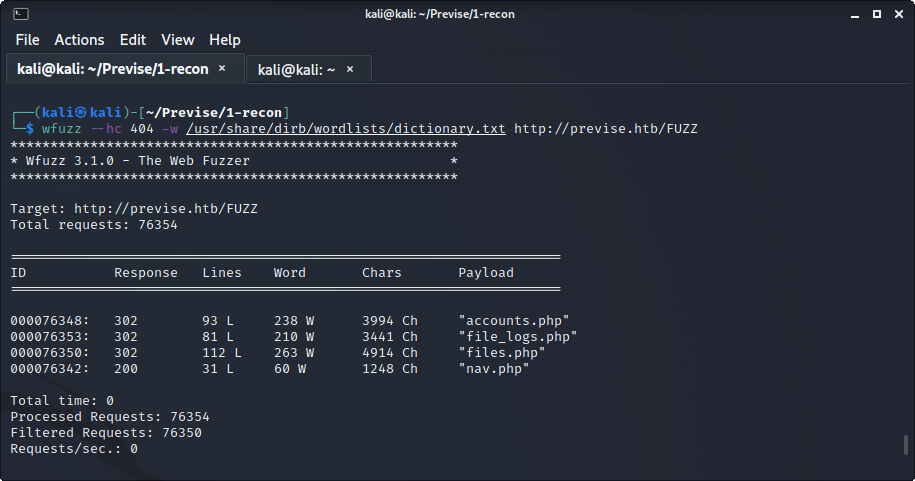 kali@kali: ~/Previse/1-recon
File Actions Edit View Help
kali@kali: ~/Previse/1-recon × kali@kali: ~ ×
┌──(kali㉿kali)-[~/Previse/1-recon]
└─$ wfuzz --hc 404 -w /usr/share/dirb/wordlists/dictionary.txt http://previse.htb/FUZZ
********************************************************
* Wfuzz 3.1.0 - The Web Fuzzer                         *
********************************************************
Target: http://previse.htb/FUZZ
Total requests: 76354
=====================================================================
ID           Response   Lines    Word       Chars       Payload
=====================================================================
000076348:   302        93 L     238 W      3994 Ch     "accounts.php"
000076353:   302        81 L     210 W      3441 Ch     "file_logs.php"
000076350:   302        112 L    263 W      4914 Ch     "files.php"
000076342:   200        31 L     60 W       1248 Ch     "nav.php"
Total time: 0
Processed Requests: 76354
Filtered Requests: 76350
Requests/sec.: 0